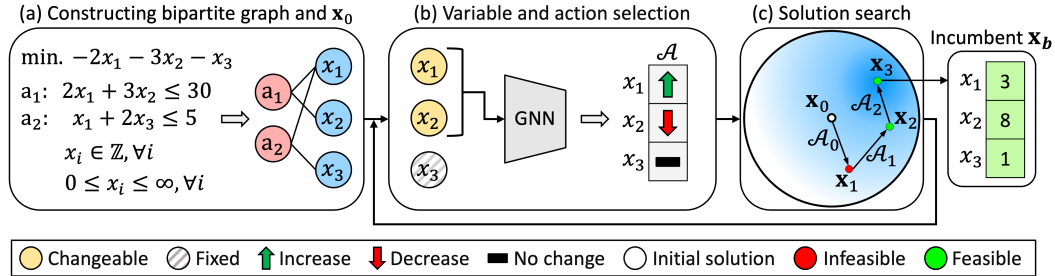 (a) Constructing bipartite graph and x₀
min. −2x₁ − 3x₂ − x₃
a₁: 2x₁ + 3x₂ ≤ 30
a₂: x₁ + 2x₃ ≤ 5
xᵢ ∈ ℤ, ∀i
0 ≤ xᵢ ≤ ∞, ∀i
a₁
a₂
x₁
x₂
x₃
(b) Variable and action selection
x₁
x₂
x₃
GNN
𝒜
x₁
x₂
x₃
(c) Solution search
x₀
𝒜₀
x₁
𝒜₁
x₂
𝒜₂
x₃
Incumbent x_b
x₁ 3
x₂ 8
x₃ 1
Changeable Fixed Increase Decrease No change Initial solution Infeasible Feasible